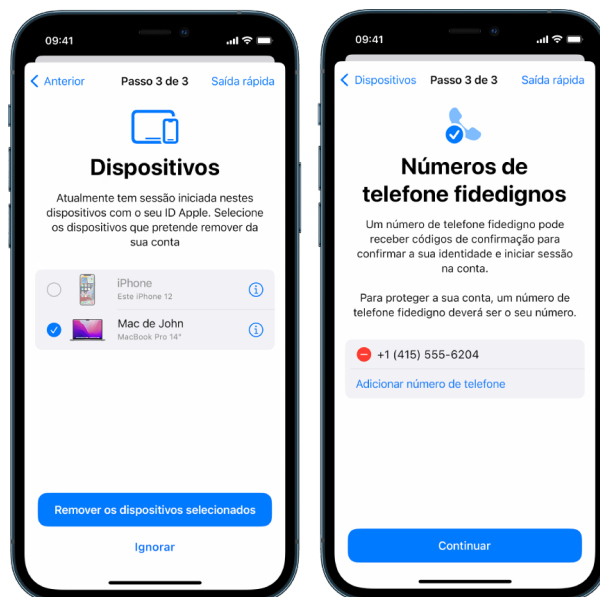 09:41
Anterior
Passo 3 de 3
Saída rápida
Dispositivos
Atualmente tem sessão iniciada nestes
dispositivos com o seu ID Apple. Selecione
os dispositivos que pretende remover da
sua conta
iPhone
Este iPhone 12
Mac de John
MacBook Pro 14"
Remover os dispositivos selecionados
Ignorar
09:41
Dispositivos
Passo 3 de 3
Saída rápida
Números de
telefone fidedignos
Um número de telefone fidedigno pode
receber códigos de confirmação para
confirmar a sua identidade e iniciar sessão
na conta.
Para proteger a sua conta, um número de
telefone fidedigno deverá ser o seu número.
+1 (415) 555-6204
Adicionar número de telefone
Continuar